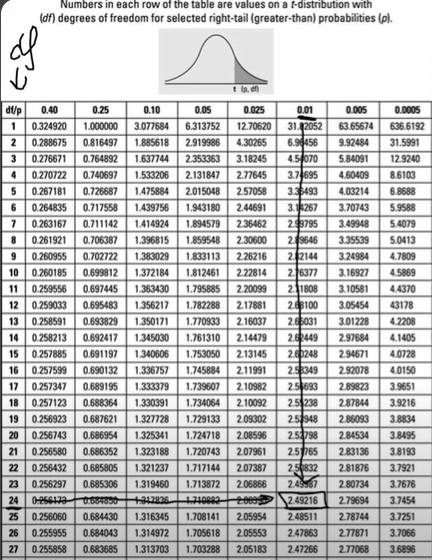 Numbers in each row of the table are values on a t-distribution with
(df) degrees of freedom for selected right-tail (greater-than) probabilities (p).
df
t (p, df)
df/p 0.40 0.25 0.10 0.05 0.025 0.01 0.005 0.0005
1 0.324920 1.000000 3.077684 6.313752 12.70620 31.82052 63.65674 636.6192
2 0.288675 0.816497 1.885618 2.919986 4.30265 6.96456 9.92484 31.5991
3 0.276671 0.764892 1.637744 2.353363 3.18245 4.54070 5.84091 12.9240
4 0.270722 0.740697 1.533206 2.131847 2.77645 3.74695 4.60409 8.6103
5 0.267181 0.726687 1.475884 2.015048 2.57058 3.36493 4.03214 6.8688
6 0.264835 0.717558 1.439756 1.943180 2.44691 3.14267 3.70743 5.9588
7 0.263167 0.711142 1.414924 1.894579 2.36462 2.99795 3.49948 5.4079
8 0.261921 0.706387 1.396815 1.859548 2.30600 2.89646 3.35539 5.0413
9 0.260955 0.702722 1.383029 1.833113 2.26216 2.82144 3.24984 4.7809
10 0.260185 0.699812 1.372184 1.812461 2.22814 2.76377 3.16927 4.5869
11 0.259556 0.697445 1.363430 1.795885 2.20099 2.71808 3.10581 4.4370
12 0.259033 0.695483 1.356217 1.782288 2.17881 2.68100 3.05454 43178
13 0.258591 0.693829 1.350171 1.770933 2.16037 2.65031 3.01228 4.2208
14 0.258213 0.692417 1.345030 1.761310 2.14479 2.62449 2.97684 4.1405
15 0.257885 0.691197 1.340606 1.753050 2.13145 2.60248 2.94671 4.0728
16 0.257599 0.690132 1.336757 1.745884 2.11991 2.58349 2.92078 4.0150
17 0.257347 0.689195 1.333379 1.739607 2.10982 2.56693 2.89823 3.9651
18 0.257123 0.688364 1.330391 1.734064 2.10092 2.55238 2.87844 3.9216
19 0.256923 0.687621 1.327728 1.729133 2.09302 2.53948 2.86093 3.8834
20 0.256743 0.686954 1.325341 1.724718 2.08596 2.52798 2.84534 3.8495
21 0.256580 0.686352 1.323188 1.720743 2.07961 2.51765 2.83136 3.8193
22 0.256432 0.685805 1.321237 1.717144 2.07387 2.50832 2.81876 3.7921
23 0.256297 0.685306 1.319460 1.713872 2.06866 2.49987 2.80734 3.7676
24 0.256173 0.684850 1.317836 1.710882 2.49216 2.79694 3.7454
25 0.256060 0.684430 1.316345 1.708141 2.05954 2.48511 2.78744 3.7251
26 0.255955 0.684043 1.314972 1.705618 2.05553 2.47863 2.77871 3.7066
0.255858 0.683685 1.313703 1.703288 2.05183 2.47266 2.77068 3.6896